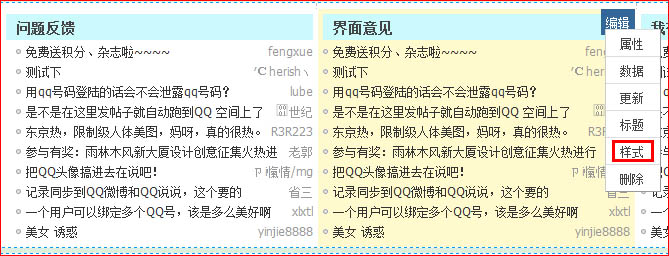 问题反馈
免费送积分、杂志啦~~~~ fengxue
测试下 herish
用qq号码登陆的话会不会泄露qq号码? lube
是不是在这里发帖子就自动跑到QQ 空间上了 世纪
东京热，限制级人体美图，妈呀，真的很热。 R3R223
参与有奖：雨林木风新大厦设计创意征集火热进 老郭
把QQ头像搞进去在说吧!
记录同步到QQ微博和QQ说说，这个要的 省三
一个用户可以绑定多个QQ号，该是多么美好啊 xlxtl
美女 诱惑 yinjie8888
界面意见
免费送积分、杂志啦~~~~
测试下
用qq号码登陆的话会不会泄露qq号码?
是不是在这里发帖子就自动跑到QQ 空间上了
东京热，限制级人体美图，妈呀，真的很热。
参与有奖：雨林木风新大厦设计创意征集火热进行
把QQ头像搞进去在说吧!
记录同步到QQ微博和QQ说说，这个要的 省三
一个用户可以绑定多个QQ号，该是多么美好啊 xlxtl
美女 诱惑 yinjie8888
编辑
属性
数据
更新
标题
样式
删除